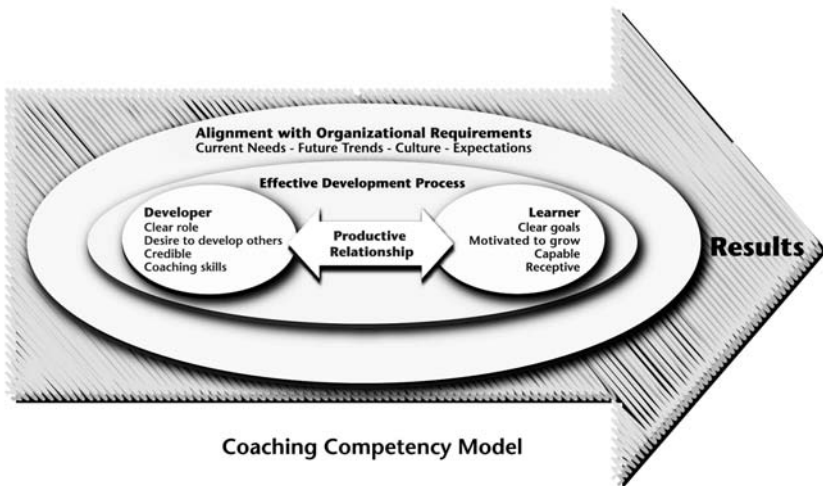 Alignment with Organizational Requirements
Current Needs - Future Trends - Culture - Expectations
Effective Development Process
Developer
Clear role
Desire to develop others
Credible
Coaching skills
Productive
Relationship
Learner
Clear goals
Motivated to grow
Capable
Receptive
Results
Coaching Competency Model